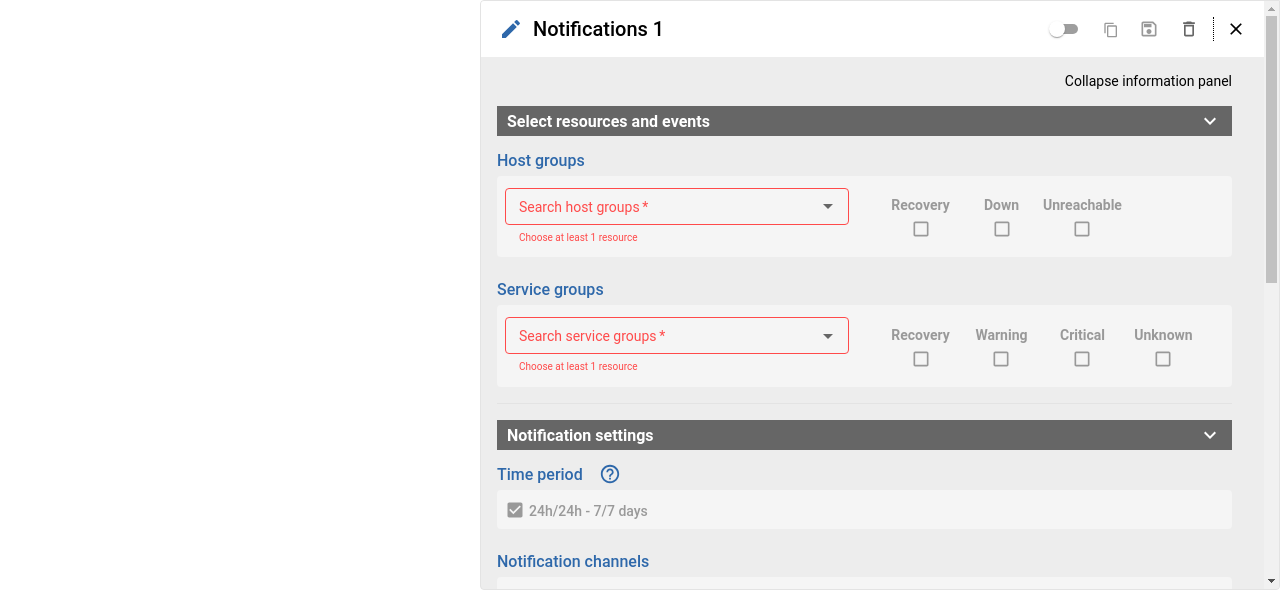 Notifications 1
Collapse information panel
Select resources and events
Host groups
Search host groups *
Recovery Down Unreachable
Choose at least 1 resource
Service groups
Search service groups *
Recovery Warning Critical Unknown
Choose at least 1 resource
Notification settings
Time period
24h/24h - 7/7 days
Notification channels